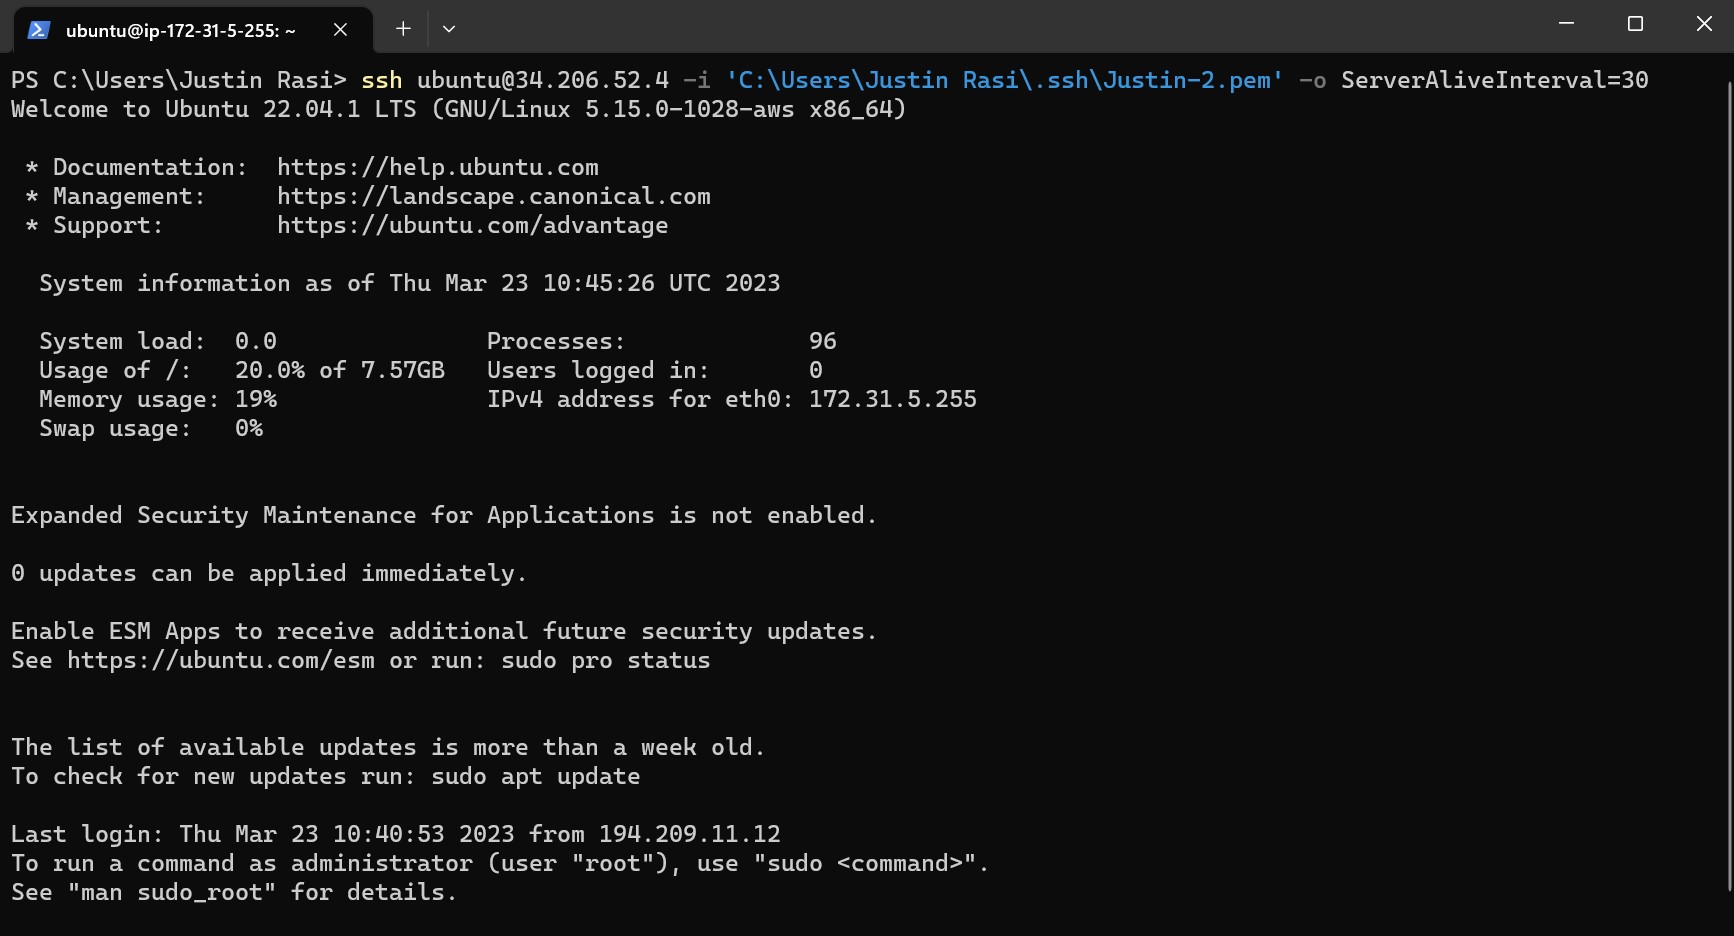 ubuntu@ip-172-31-5-255: ~
PS C:\Users\Justin Rasi> ssh ubuntu@34.206.52.4 -i 'C:\Users\Justin Rasi\.ssh\Justin-2.pem' -o ServerAliveInterval=30
Welcome to Ubuntu 22.04.1 LTS (GNU/Linux 5.15.0-1028-aws x86_64)
* Documentation:  https://help.ubuntu.com
* Management:     https://landscape.canonical.com
* Support:        https://ubuntu.com/advantage
System information as of Thu Mar 23 10:45:26 UTC 2023
System load:  0.0               Processes:             96
Usage of /:   20.0% of 7.57GB   Users logged in:       0
Memory usage: 19%               IPv4 address for eth0: 172.31.5.255
Swap usage:   0%
Expanded Security Maintenance for Applications is not enabled.
0 updates can be applied immediately.
Enable ESM Apps to receive additional future security updates.
See https://ubuntu.com/esm or run: sudo pro status
The list of available updates is more than a week old.
To check for new updates run: sudo apt update
Last login: Thu Mar 23 10:40:53 2023 from 194.209.11.12
To run a command as administrator (user "root"), use "sudo <command>".
See "man sudo_root" for details.